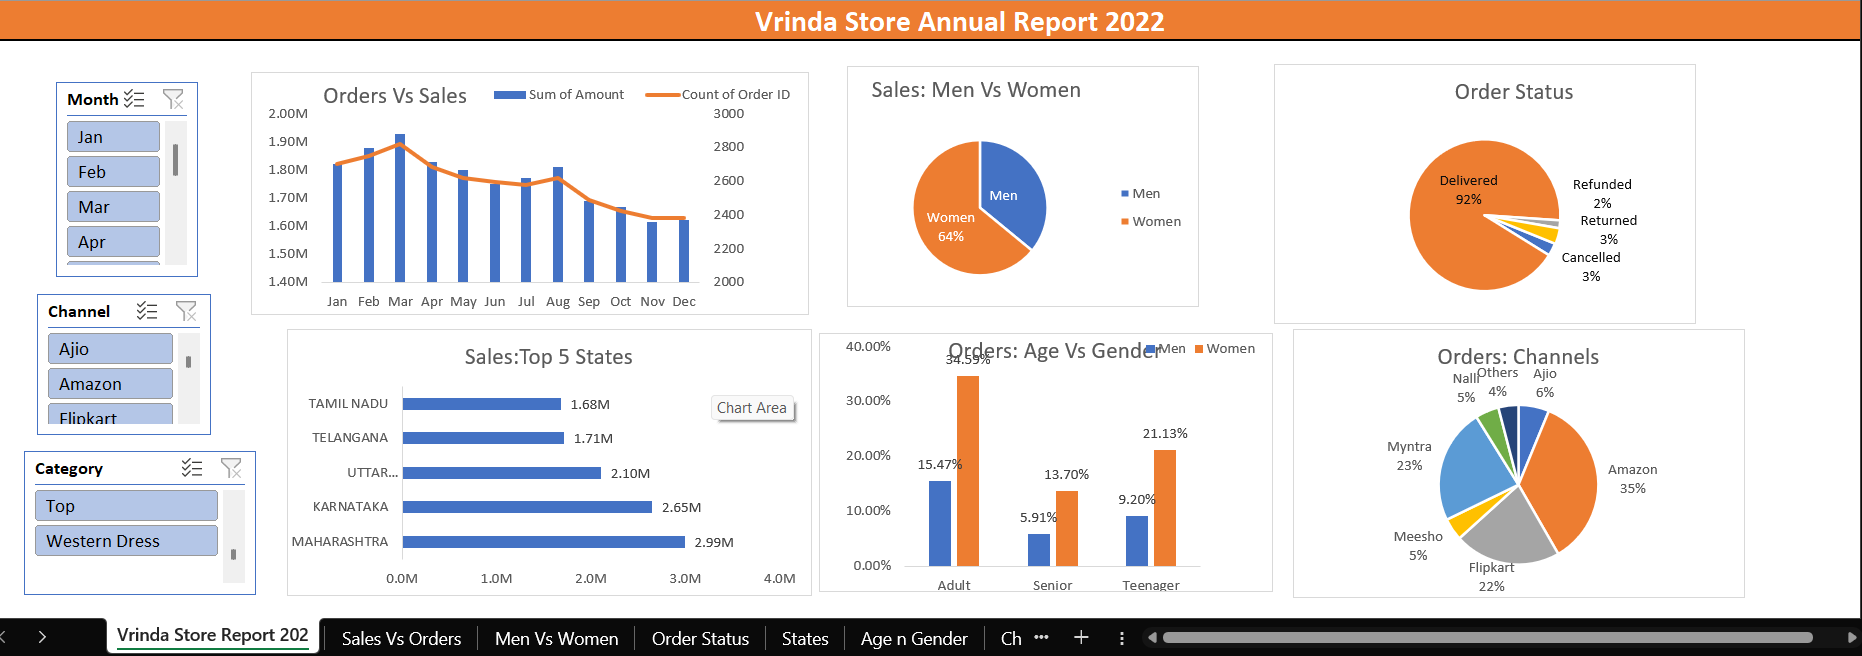 Vrinda Store Annual Report 2022
Month
Jan
Feb
Mar
Apr
Channel
Ajio
Amazon
Flipkart
Category
Top
Western Dress
Orders Vs Sales
Sum of Amount
Count of Order ID
2.00M
1.90M
1.80M
1.70M
1.60M
1.50M
1.40M
3000
2800
2600
2400
2200
2000
Jan Feb Mar Apr May Jun Jul Aug Sep Oct Nov Dec
Sales: Men Vs Women
Men
Women
64%
Men
Women
Order Status
Delivered
92%
Refunded
2%
Returned
3%
Cancelled
3%
Sales:Top 5 States
TAMIL NADU 1.68M
TELANGANA 1.71M
UTTAR... 2.10M
KARNATAKA 2.65M
MAHARASHTRA 2.99M
0.0M 1.0M 2.0M 3.0M 4.0M
Chart Area
Orders: Age Vs Gender
Men Women
40.00%
30.00%
20.00%
10.00%
0.00%
15.47%
34.59%
5.91%
13.70%
9.20%
21.13%
Adult Senior Teenager
Orders: Channels
Nalli
5%
Others
4%
Ajio
6%
Myntra
23%
Amazon
35%
Meesho
5%
Flipkart
22%
Vrinda Store Report 202
Sales Vs Orders
Men Vs Women
Order Status
States
Age n Gender
Ch